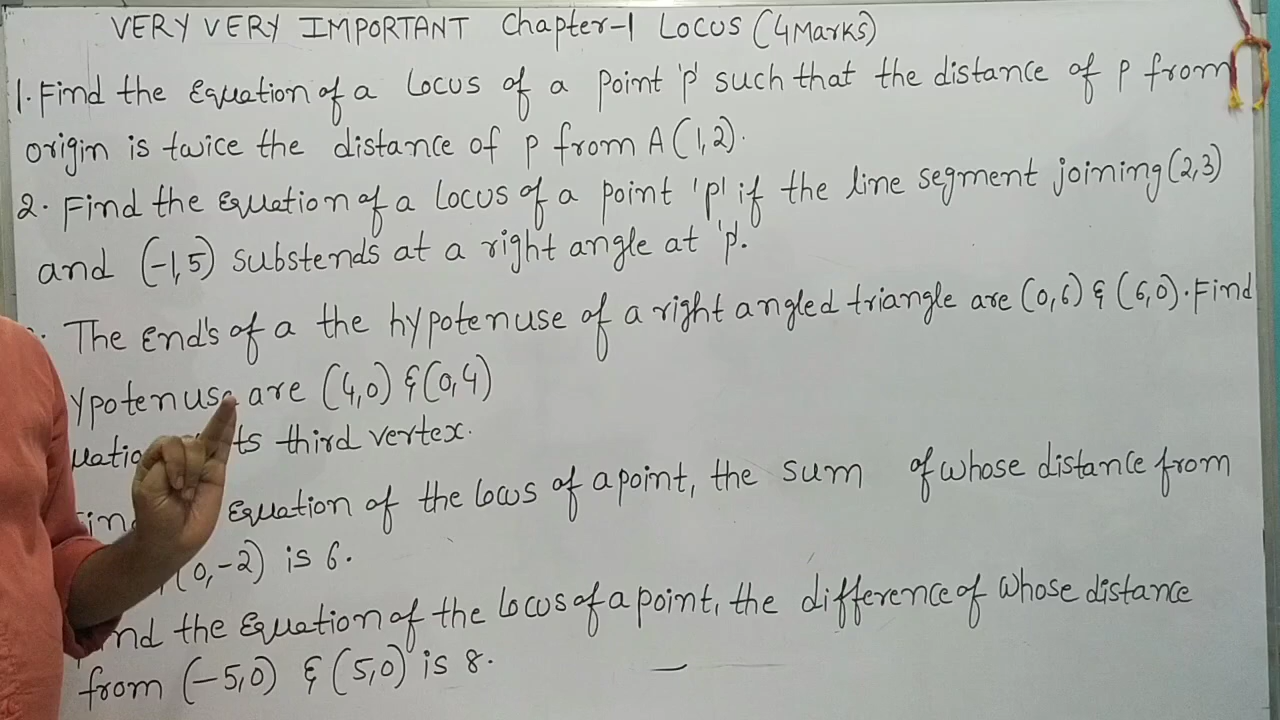 VERY VERY IMPORTANT Chapter-1 LOCUS (4Marks)
1. Find the Equation of a Locus of a point 'p' such that the distance of p from
origin is twice the distance of p from A(1,2).
2. Find the Equation of a Locus of a point 'p' if the line segment joining (2,3)
and (-1,5) substends at a right angle at 'p'.
The End's of a the hypotenuse of a right angled triangle are (0,6) & (6,0). Find
ypotenuse are (4,0) & (0,4)
third vertex.
Equation of the locus of a point, the sum of whose distance from
(0,-2) is 6.
the Equation of the locus of a point, the difference of whose distance
from (-5,0) & (5,0) is 8.